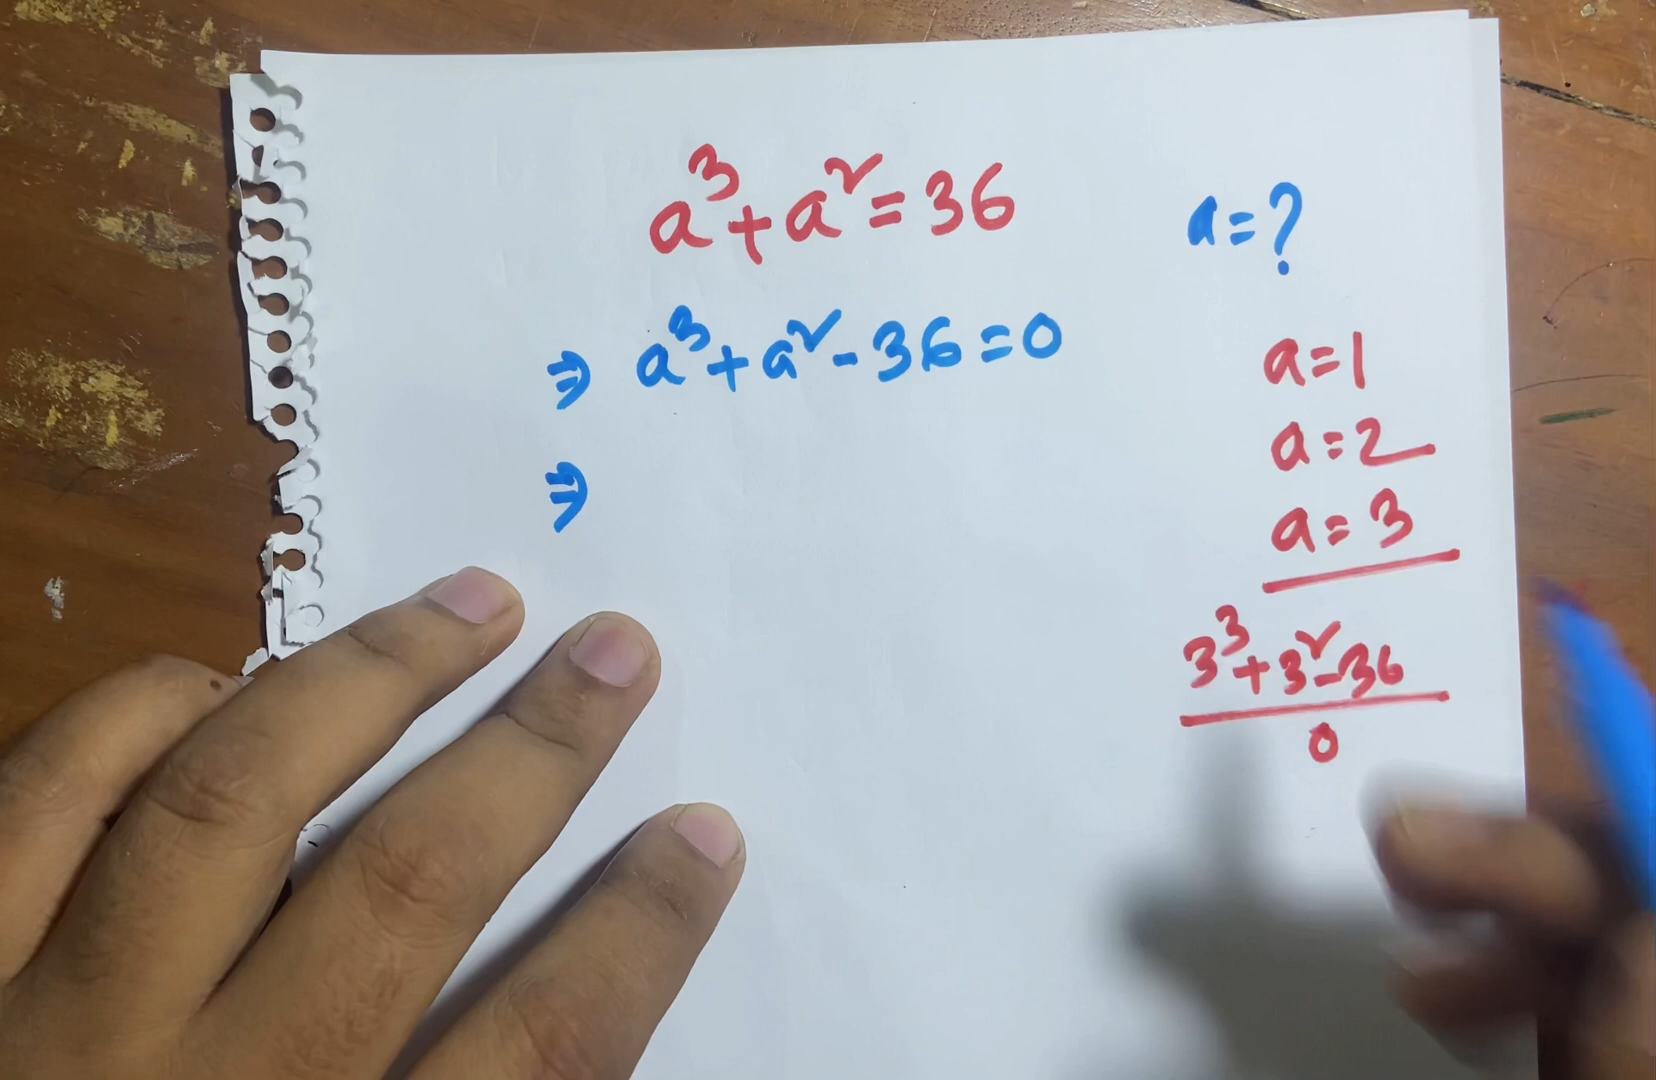 a³+a²=36
a=?
⇒ a³+a²-36=0
a=1
a=2
⇒
a=3
3³+3²-36
0